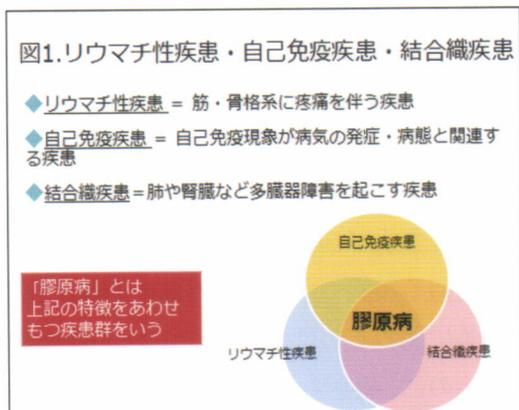 図1.リウマチ性疾患・自己免疫疾患・結合織疾患
◆リウマチ性疾患 = 筋・骨格系に疼痛を伴う疾患
◆自己免疫疾患 = 自己免疫現象が病気の発症・病態と関連す
る疾患
◆結合織疾患=肺や腎臓など多臓器障害を起こす疾患
「膠原病」とは
上記の特徴をあわせ
もつ疾患群をいう
自己免疫疾患
膠原病
リウマチ性疾患
結合織疾患